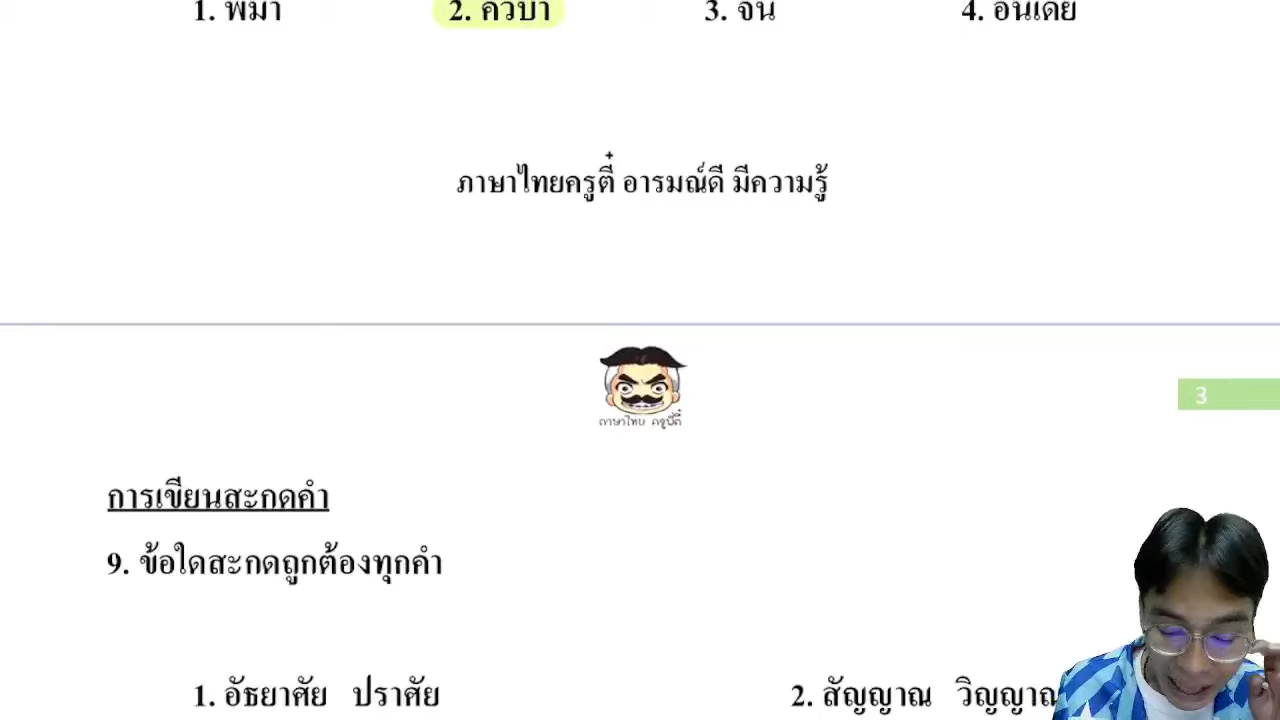 1. พม่า 2. คิวบา 3. จีน 4. อินเดีย
ภาษาไทยครูตี๋ อารมณ์ดี มีความรู้
ภาษาไทย ครูพี่ตี๋
3
การเขียนสะกดคำ
9. ข้อใดสะกดถูกต้องทุกคำ
1. อัธยาศัย ปราศัย 2. สัญญาณ วิญญาณ